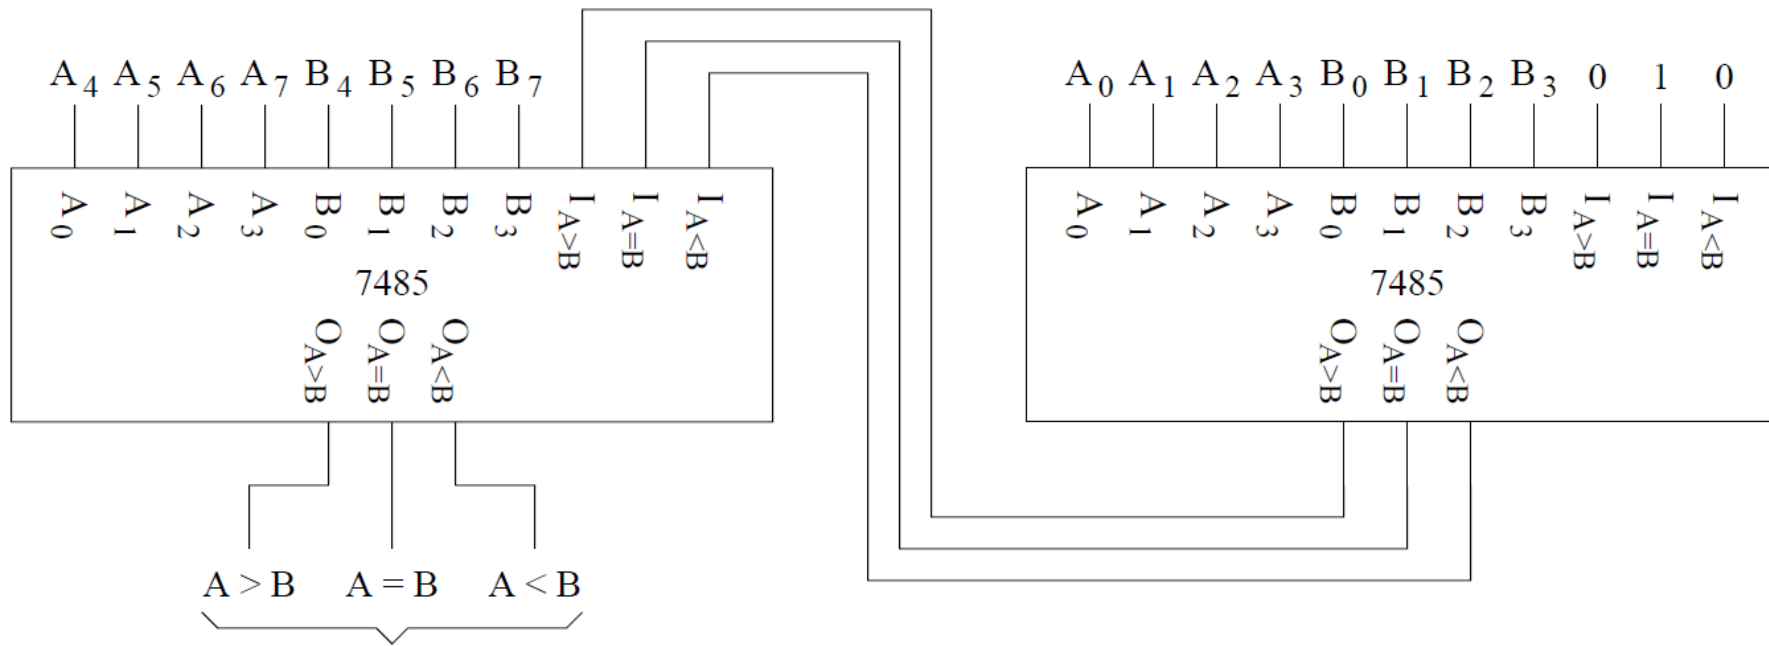 A4 A5 A6 A7 B4 B5 B6 B7
A0 A1 A2 A3 B0 B1 B2 B3 0 1 0
A0 A1 A2 A3 B0 B1 B2 B3 IA>B IA=B IA<B
7485
OA>B OA=B OA<B
A0 A1 A2 A3 B0 B1 B2 B3 IA>B IA=B IA<B
7485
OA>B OA=B OA<B
A > B A = B A < B